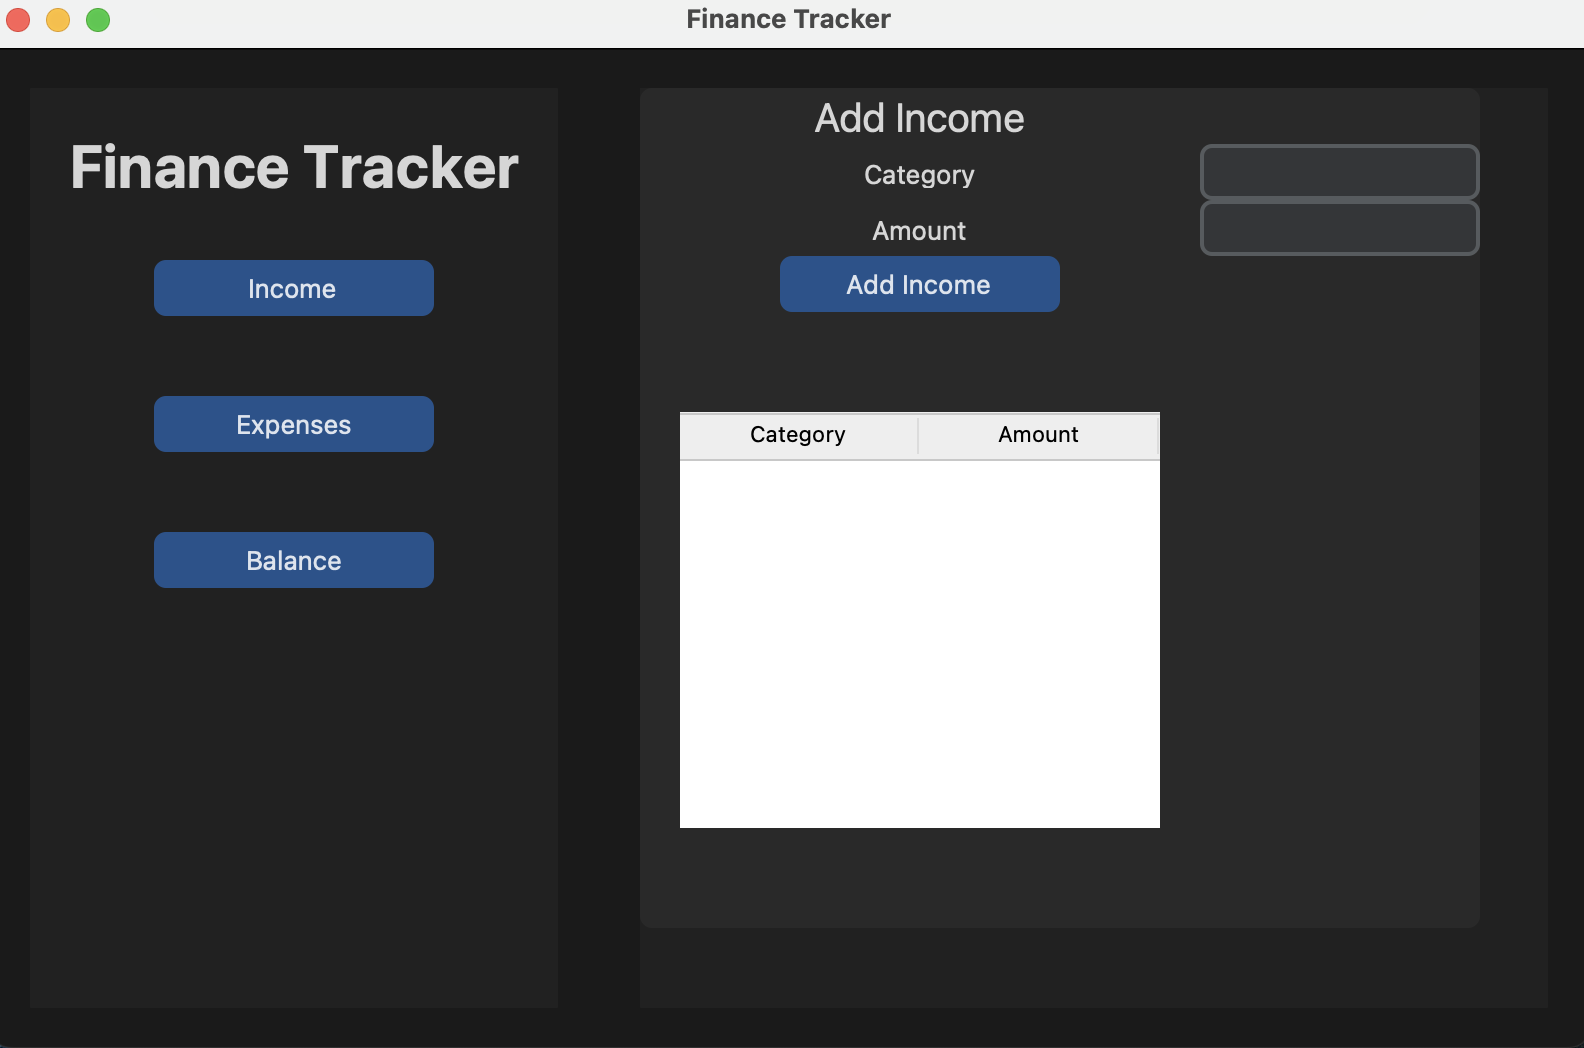 Finance Tracker
Finance Tracker
Income
Expenses
Balance
Add Income
Category
Amount
Add Income
Category Amount